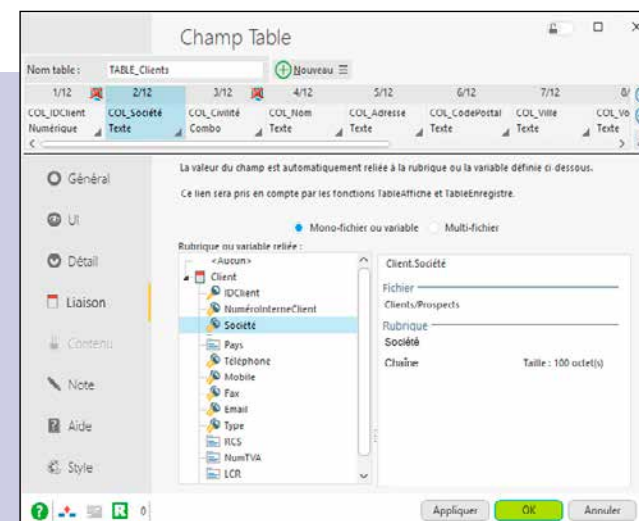 Champ Table
Nom table : TABLE_Clients Nouveau
1/12 2/12 3/12 4/12 5/12 6/12 7/12 8/
COL_IDClient COL_Société COL_Civilité COL_Nom COL_Adresse COL_CodePostal COL_Ville COL_Vo
Numérique Texte Combo Texte Texte Texte Texte Texte
Général
UI
Détail
Liaison
Contenu
Note
Aide
Style
La valeur du champ est automatiquement reliée à la rubrique ou la variable définie ci-dessous.
Ce lien sera pris en compte par les fonctions TableAffiche et TableEnregistre.
Mono-fichier ou variable Multi-fichier
Rubrique ou variable reliée :
<Aucun>
Client
IDClient
NuméroInterneClient
Société
Pays
Téléphone
Mobile
Fax
Email
Type
RCS
NumTVA
LCR
Client.Société
Fichier
Clients/Prospects
Rubrique
Société
Chaîne Taille : 100 octet(s)
R 0
Appliquer OK Annuler